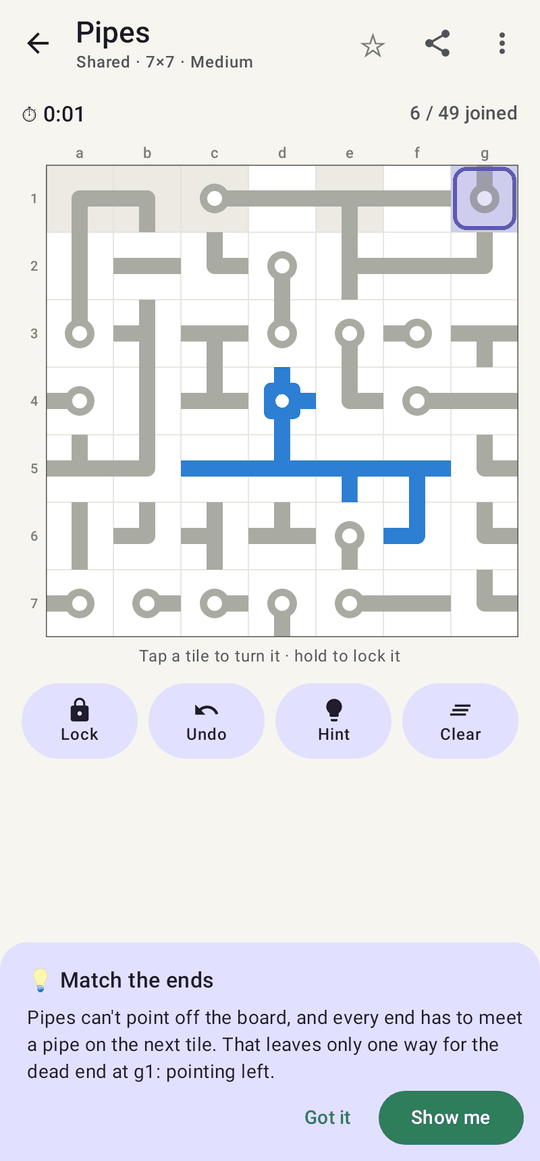 Pipes
Shared · 7×7 · Medium
⏱ 0:01
6 / 49 joined
a b c d e f g
1
2
3
4
5
6
7
Tap a tile to turn it · hold to lock it
Lock
Undo
Hint
Clear
💡 Match the ends
Pipes can't point off the board, and every end has to meet
a pipe on the next tile. That leaves only one way for the
dead end at g1: pointing left.
Got it
Show me